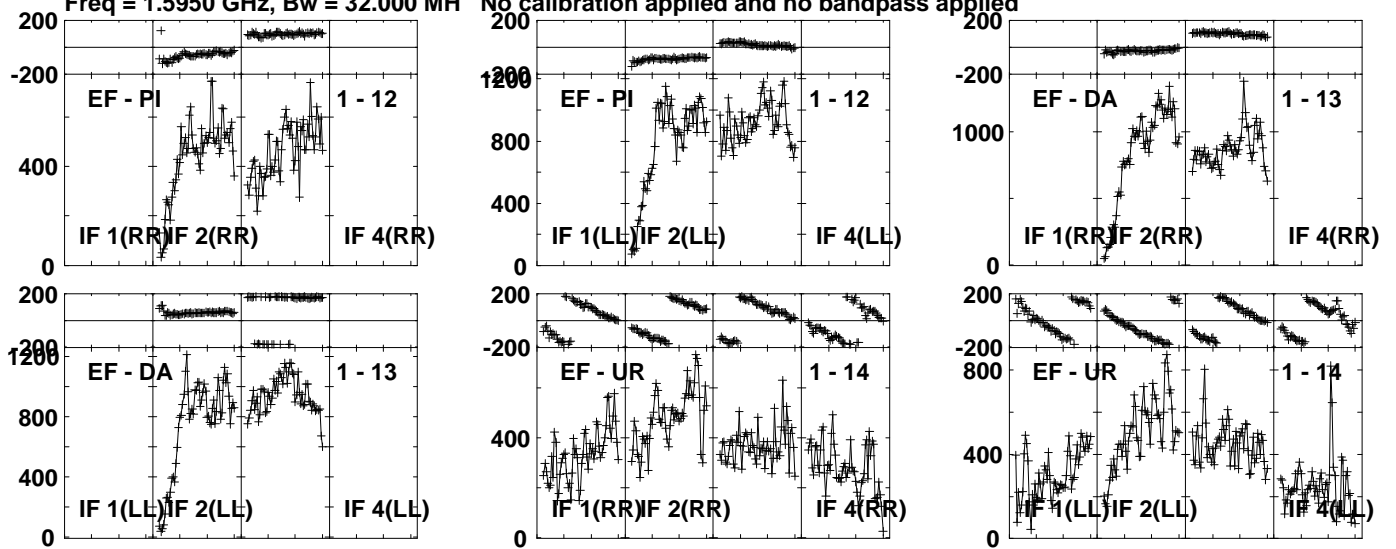 Freq = 1.5950 GHz, Bw = 32.000 MH No calibration applied and no bandpass applied
200
-200
EF - PI 1 - 12
400
IF 1(RR) IF 2(RR) IF 4(RR)
0
1200
-200
EF - PI 1 - 12
800
400
IF 1(LL) IF 2(LL) IF 4(LL)
0
200
-200
EF - DA 1 - 13
1000
IF 1(RR) IF 2(RR) IF 4(RR)
0
200
1200
EF - DA 1 - 13
800
400
IF 1(LL) IF 2(LL) IF 4(LL)
0
200
-200
EF - UR 1 - 14
400
IF 1(RR) IF 2(RR) IF 4(RR)
0
200
-200
EF - UR 1 - 14
800
400
IF 1(LL) IF 2(LL) IF 4(LL)
0